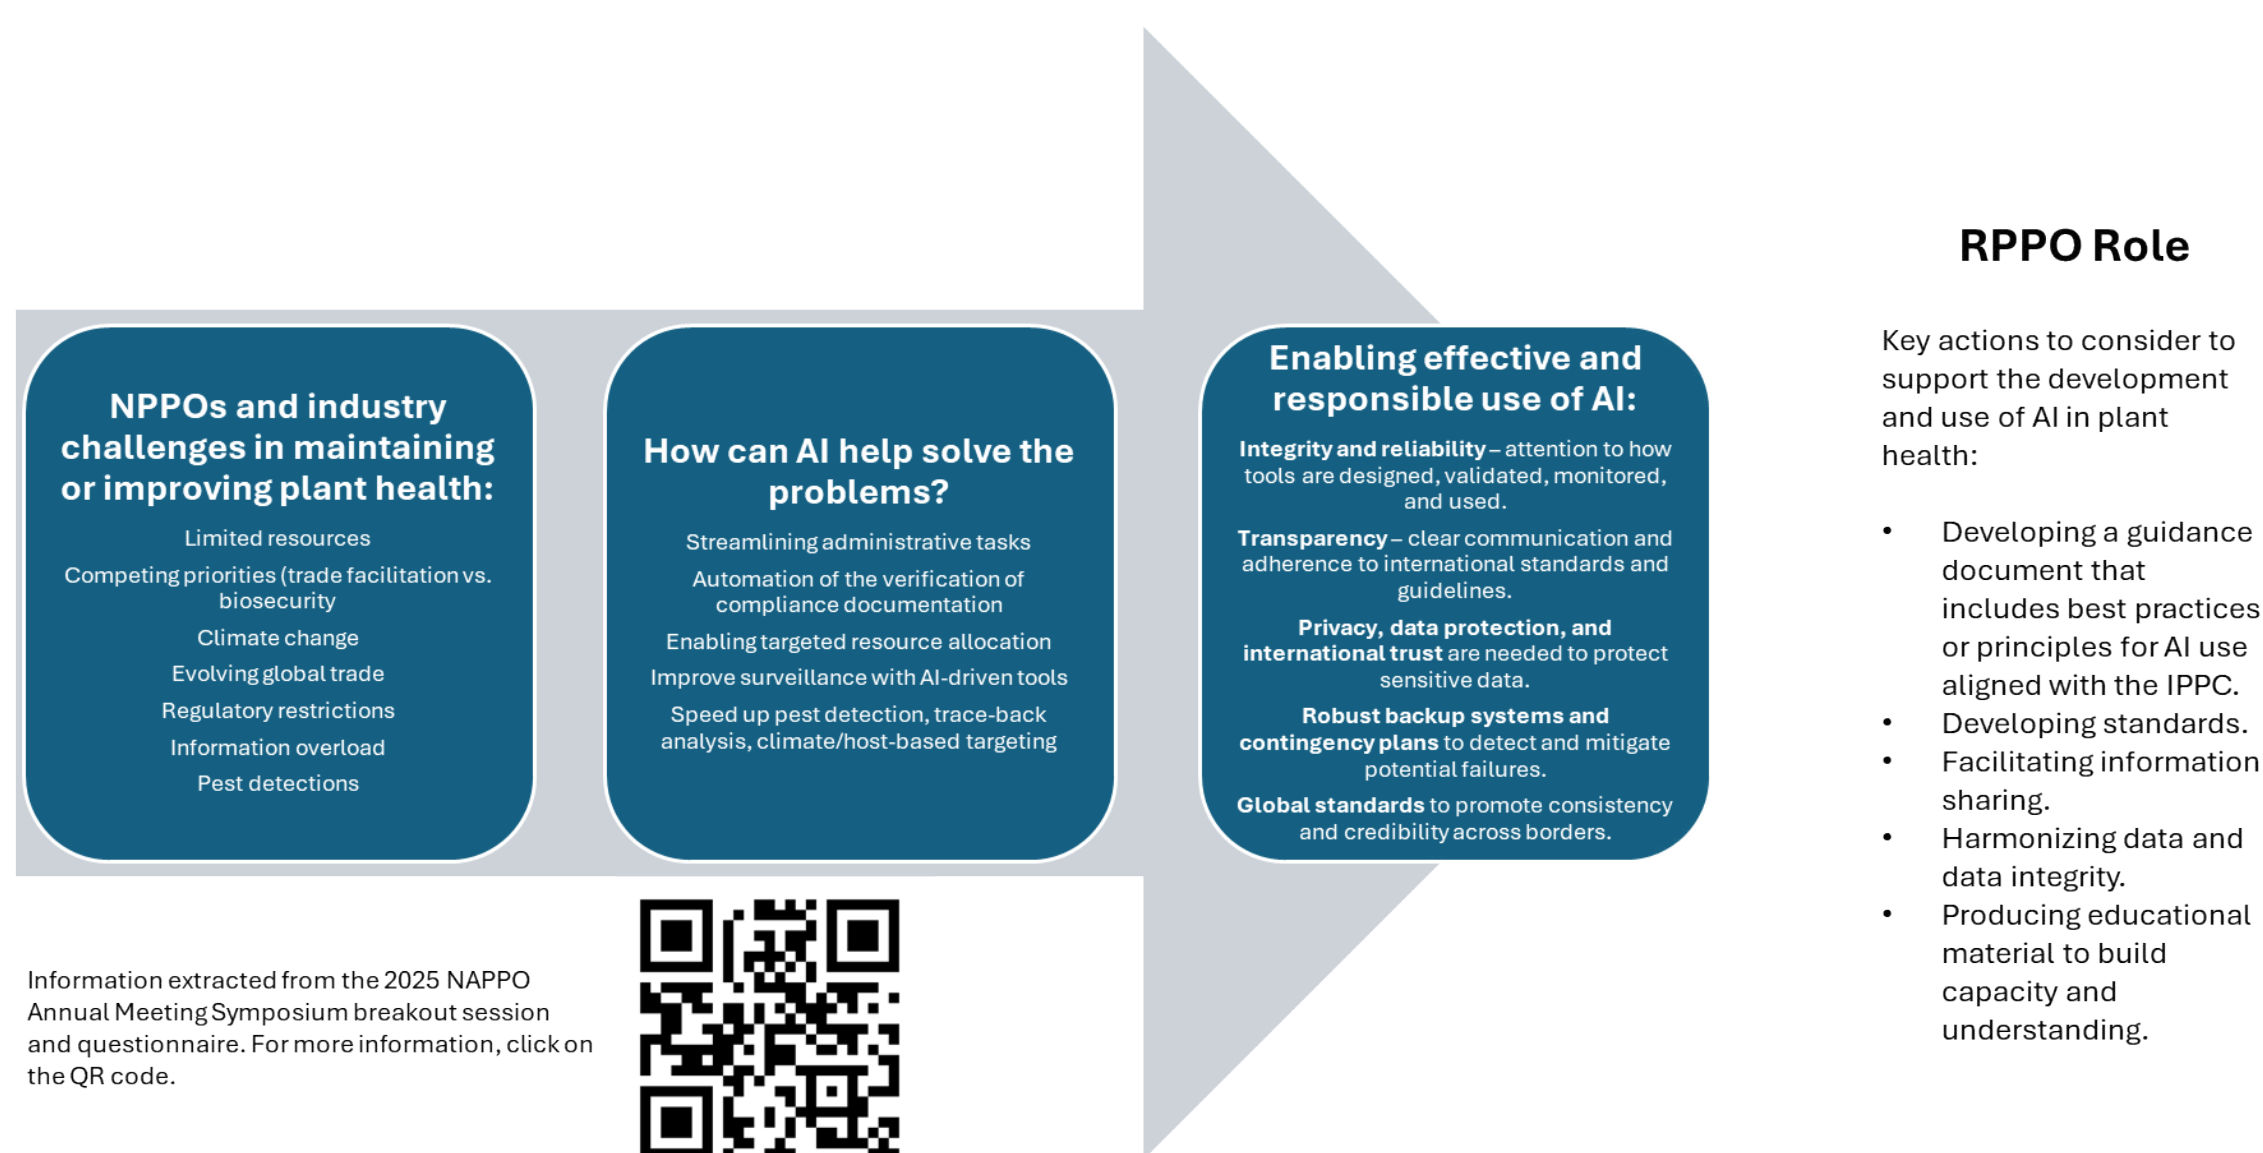 NPPOs and industry
challenges in maintaining
or improving plant health:
Limited resources
Competing priorities (trade facilitation vs.
biosecurity
Climate change
Evolving global trade
Regulatory restrictions
Information overload
Pest detections
How can AI help solve the
problems?
Streamlining administrative tasks
Automation of the verification of
compliance documentation
Enabling targeted resource allocation
Improve surveillance with AI-driven tools
Speed up pest detection, trace-back
analysis, climate/host-based targeting
Enabling effective and
responsible use of AI:
Integrity and reliability – attention to how
tools are designed, validated, monitored,
and used.
Transparency – clear communication and
adherence to international standards and
guidelines.
Privacy, data protection, and
international trust are needed to protect
sensitive data.
Robust backup systems and
contingency plans to detect and mitigate
potential failures.
Global standards to promote consistency
and credibility across borders.
RPPO Role
Key actions to consider to
support the development
and use of AI in plant
health:
• Developing a guidance
document that
includes best practices
or principles for AI use
aligned with the IPPC.
• Developing standards.
• Facilitating information
sharing.
• Harmonizing data and
data integrity.
• Producing educational
material to build
capacity and
understanding.
Information extracted from the 2025 NAPPO
Annual Meeting Symposium breakout session
and questionnaire. For more information, click on
the QR code.